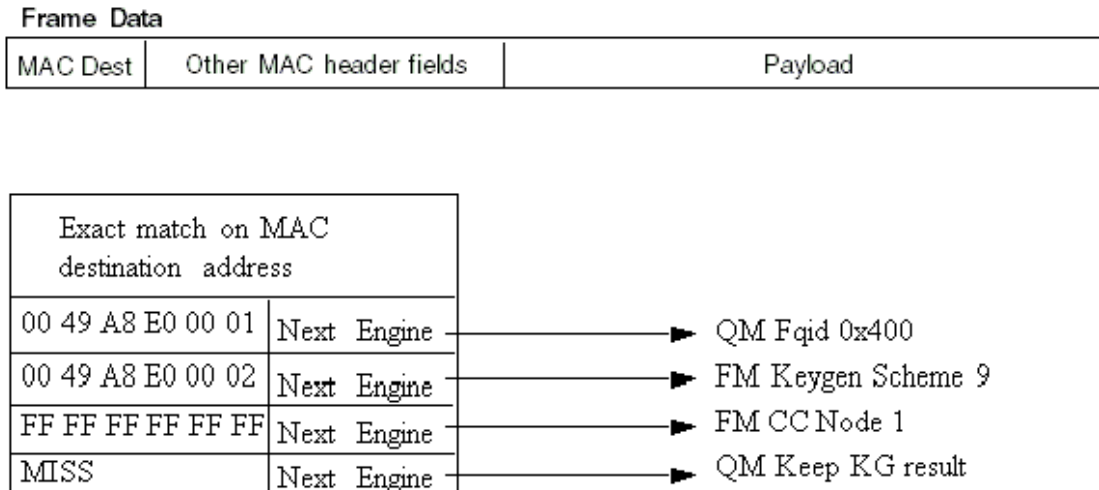 Frame Data
MAC Dest Other MAC header fields Payload
Exact match on MAC
destination address
00 49 A8 E0 00 01 Next Engine QM Fqid 0x400
00 49 A8 E0 00 02 Next Engine FM Keygen Scheme 9
FF FF FF FF FF FF Next Engine FM CC Node 1
MISS Next Engine QM Keep KG result